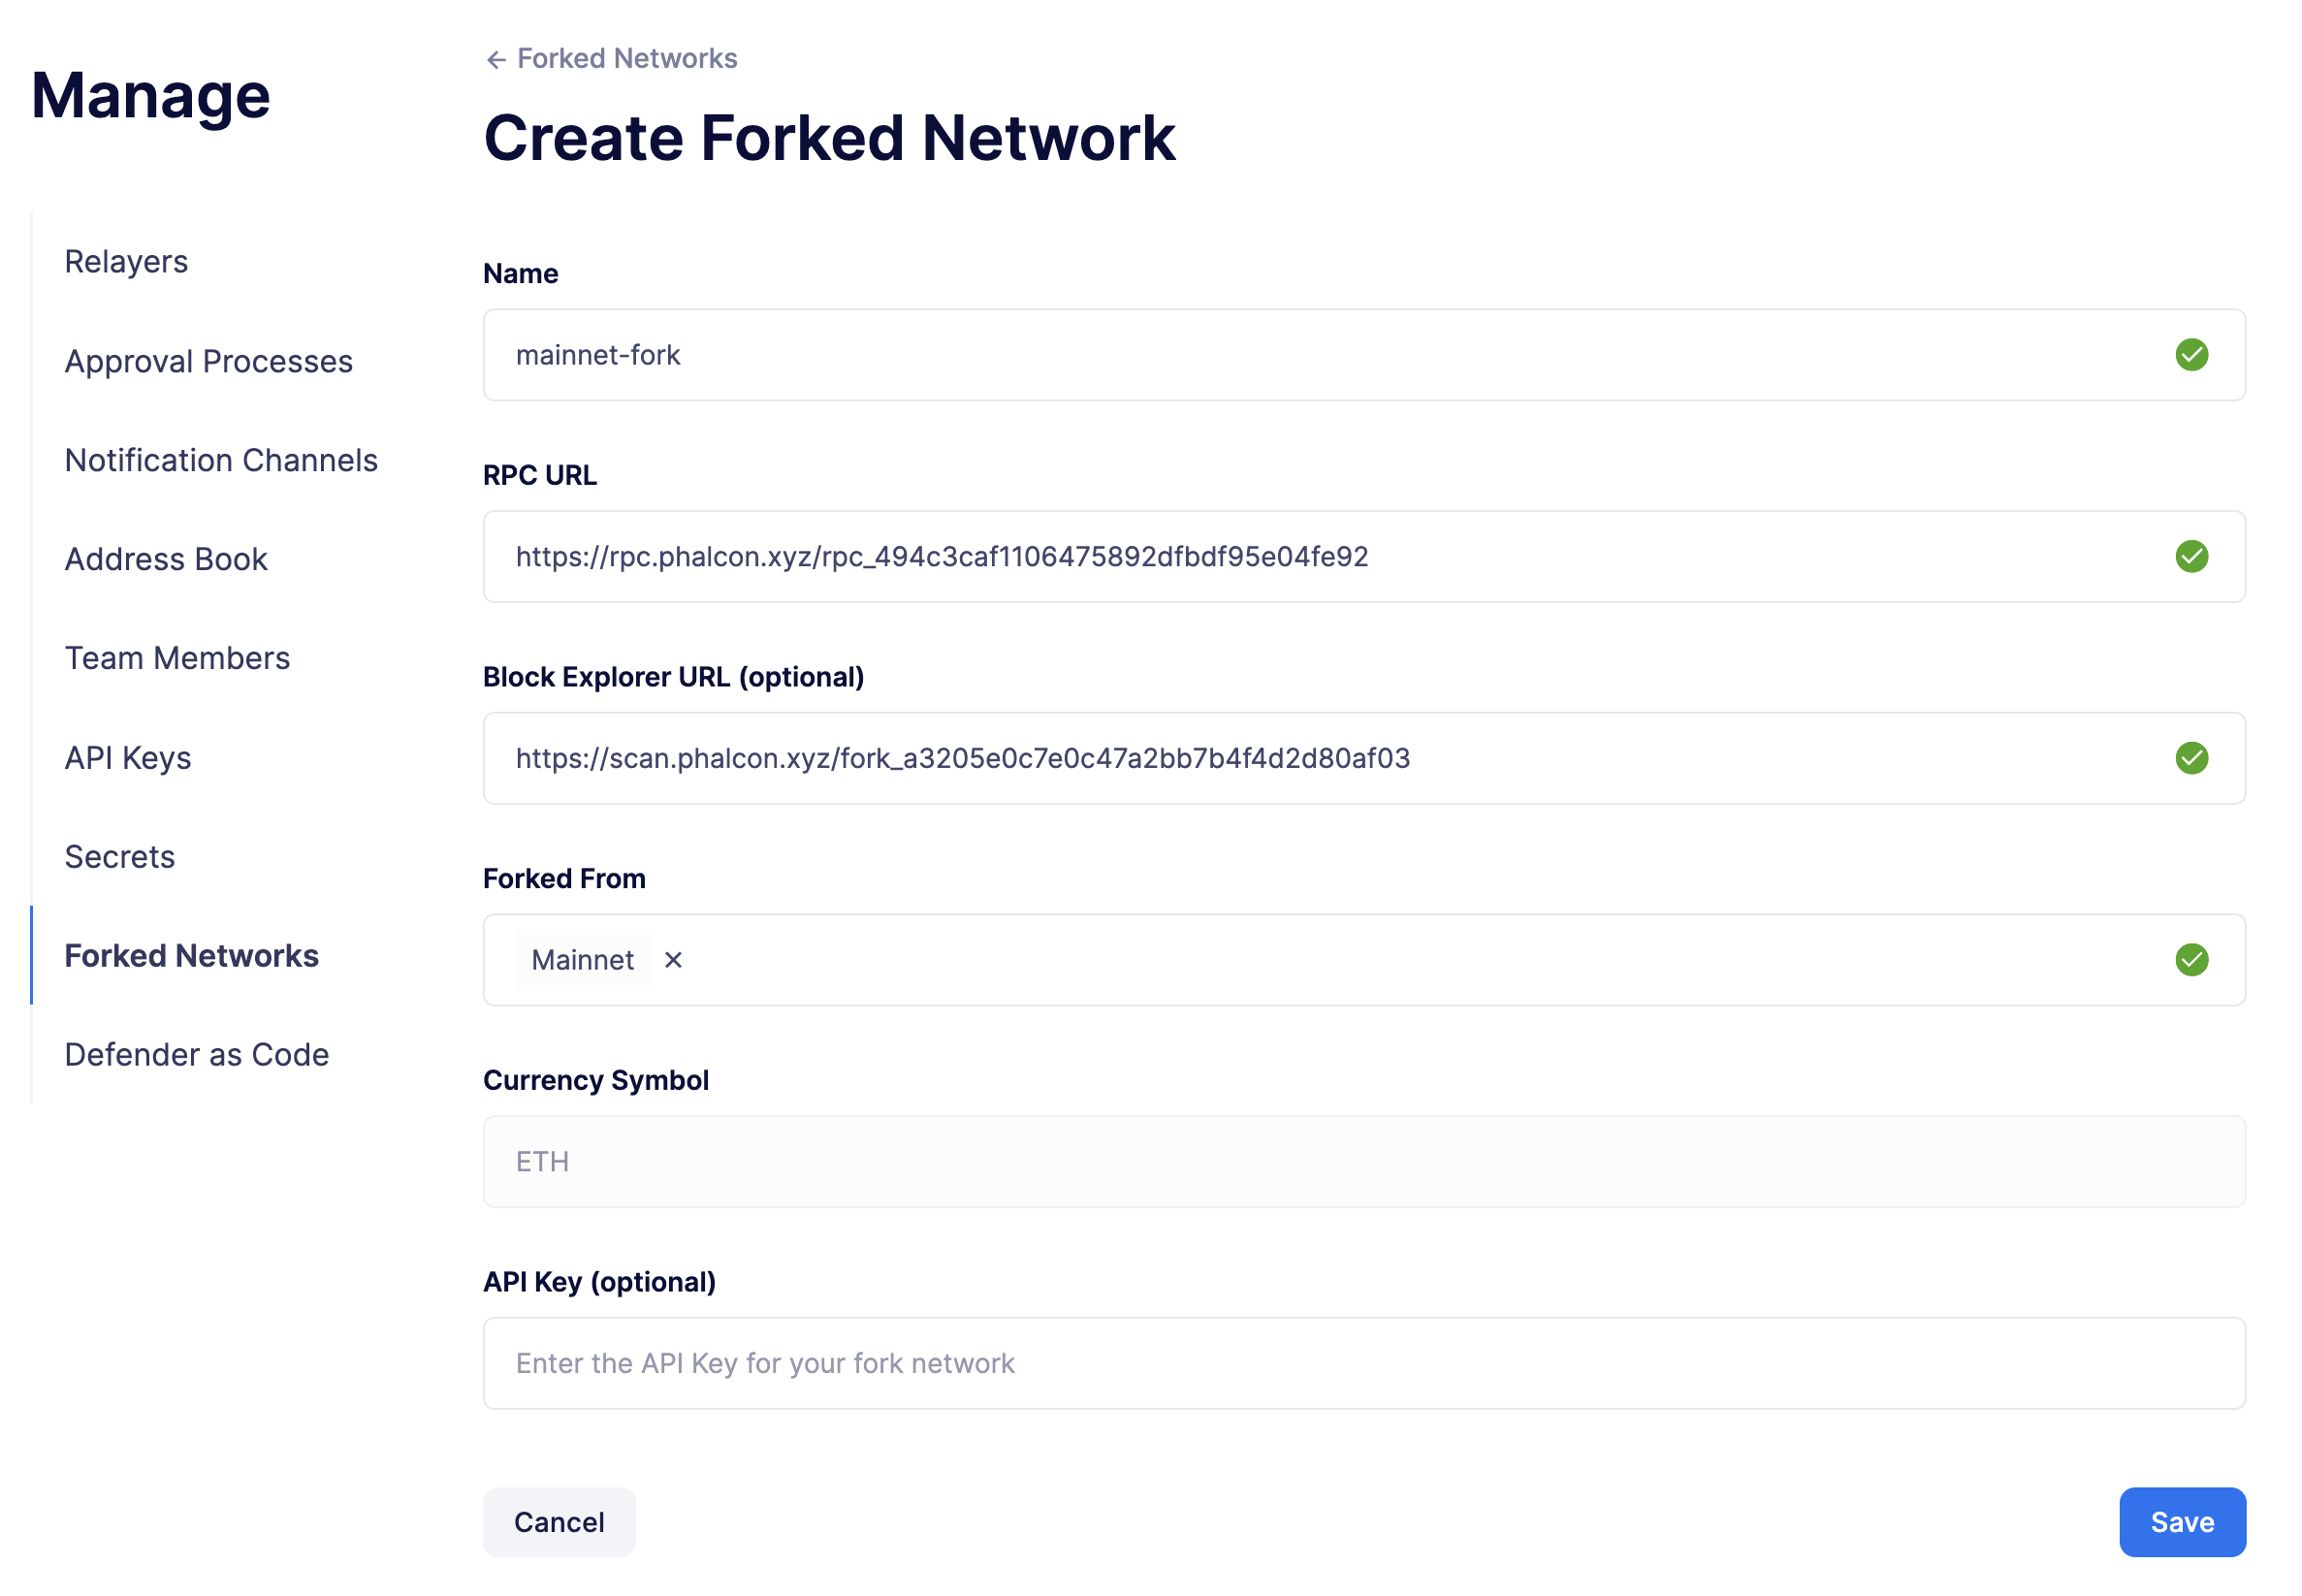 Manage
Relayers
Approval Processes
Notification Channels
Address Book
Team Members
API Keys
Secrets
Forked Networks
Defender as Code
← Forked Networks
Create Forked Network
Name
mainnet-fork
RPC URL
https://rpc.phalcon.xyz/rpc_494c3caf1106475892dfbdf95e04fe92
Block Explorer URL (optional)
https://scan.phalcon.xyz/fork_a3205e0c7e0c47a2bb7b4f4d2d80af03
Forked From
Mainnet ×
Currency Symbol
ETH
API Key (optional)
Enter the API Key for your fork network
Cancel
Save